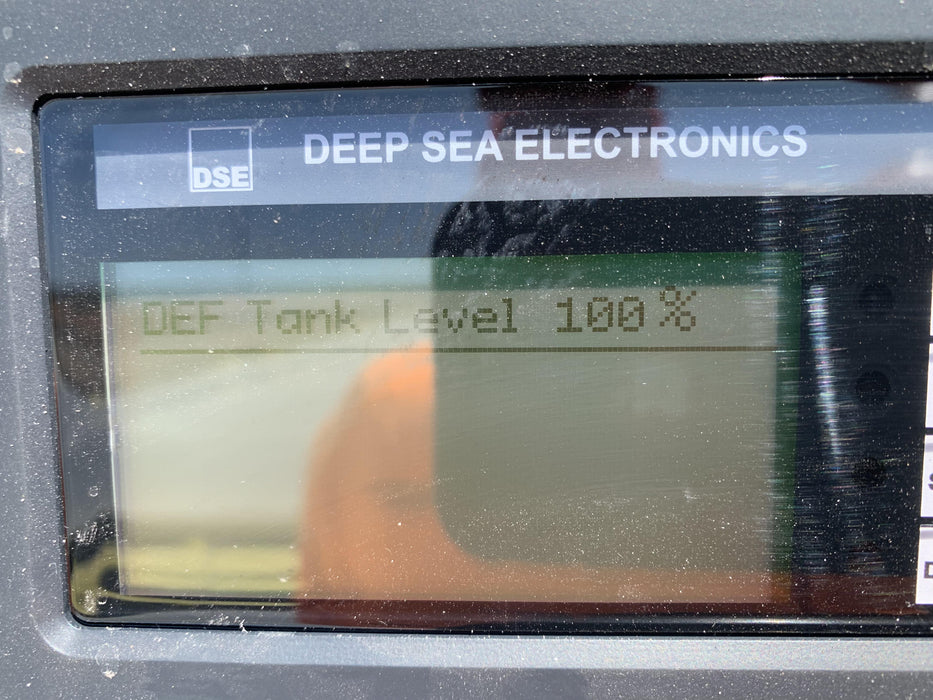 DSE
DEEP SEA ELECTRONICS
DEF Tank Level 100%